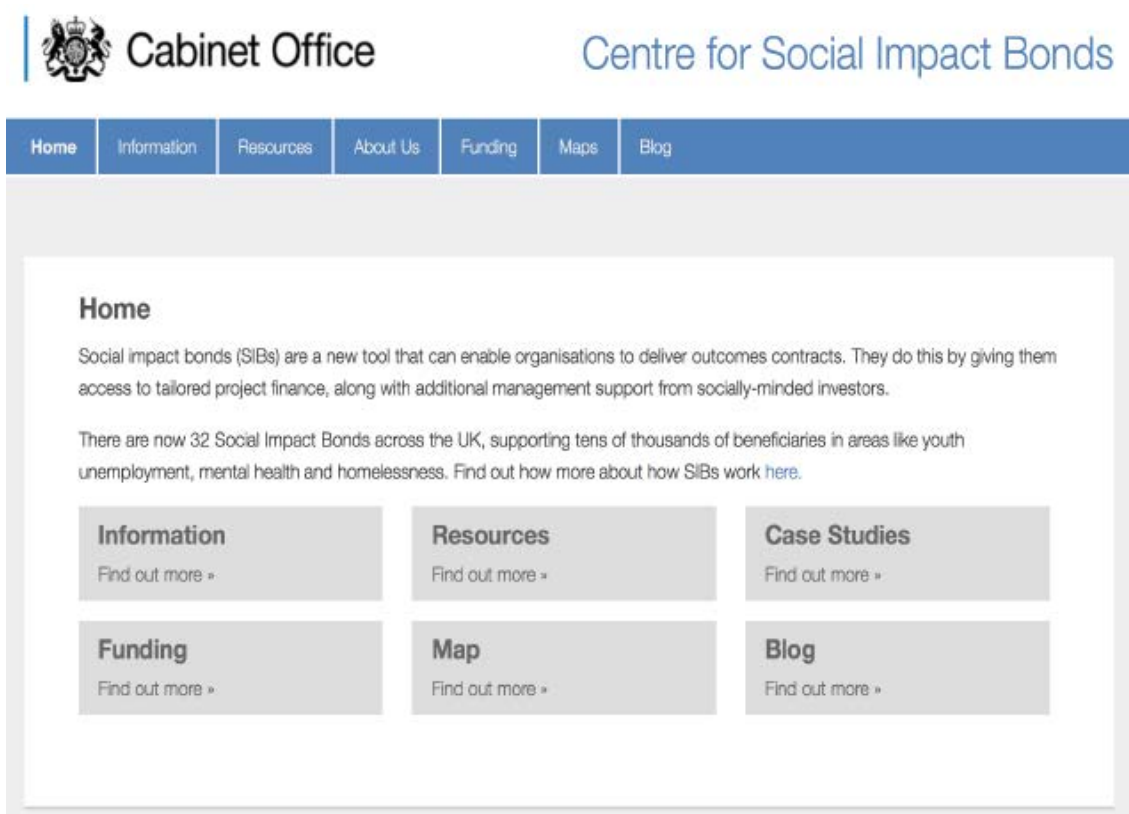 Cabinet Office
Centre for Social Impact Bonds
Home Information Resources About Us Funding Maps Blog
Home
Social impact bonds (SIBs) are a new tool that can enable organisations to deliver outcomes contracts. They do this by giving them
access to tailored project finance, along with additional management support from socially-minded investors.
There are now 32 Social Impact Bonds across the UK, supporting tens of thousands of beneficiaries in areas like youth
unemployment, mental health and homelessness. Find out how more about how SIBs work here.
Information Resources Case Studies
Find out more » Find out more » Find out more »
Funding Map Blog
Find out more » Find out more » Find out more »